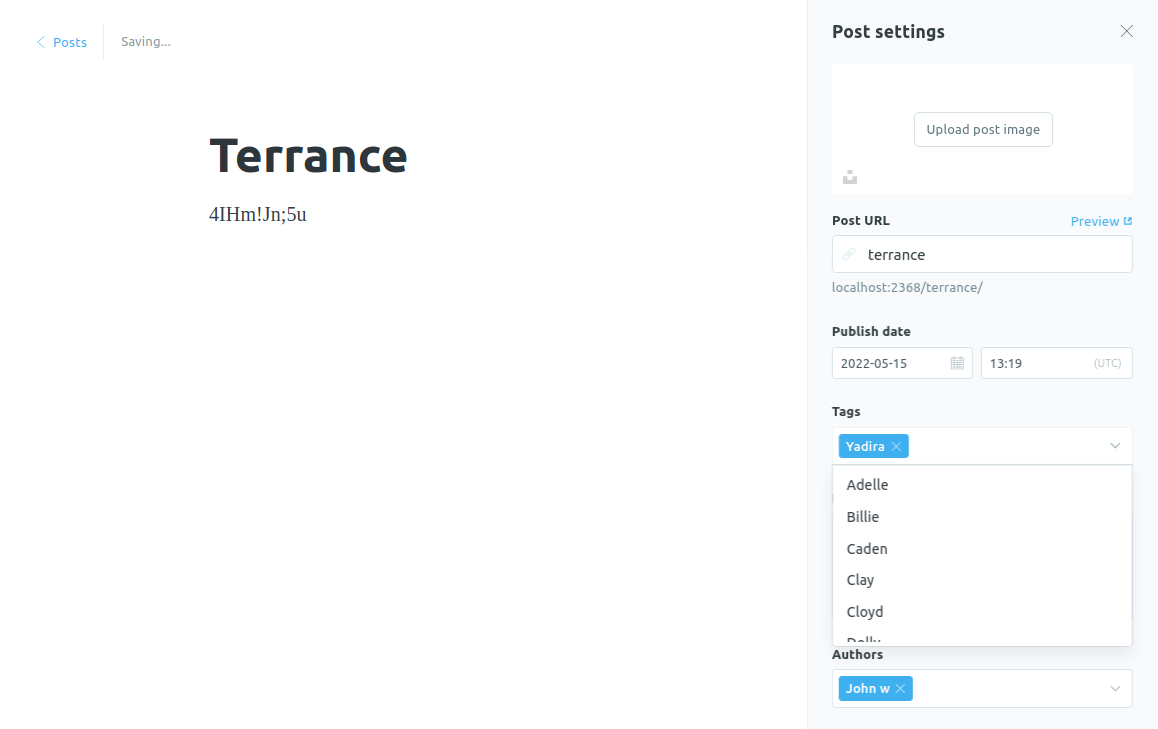 Posts
Saving...
Terrance
4IHm!Jn;5u
Post settings
Upload post image
Post URL
Preview
terrance
localhost:2368/terrance/
Publish date
2022-05-15
13:19
(UTC)
Tags
Yadira
Adelle
Billie
Caden
Clay
Cloyd
Authors
John w